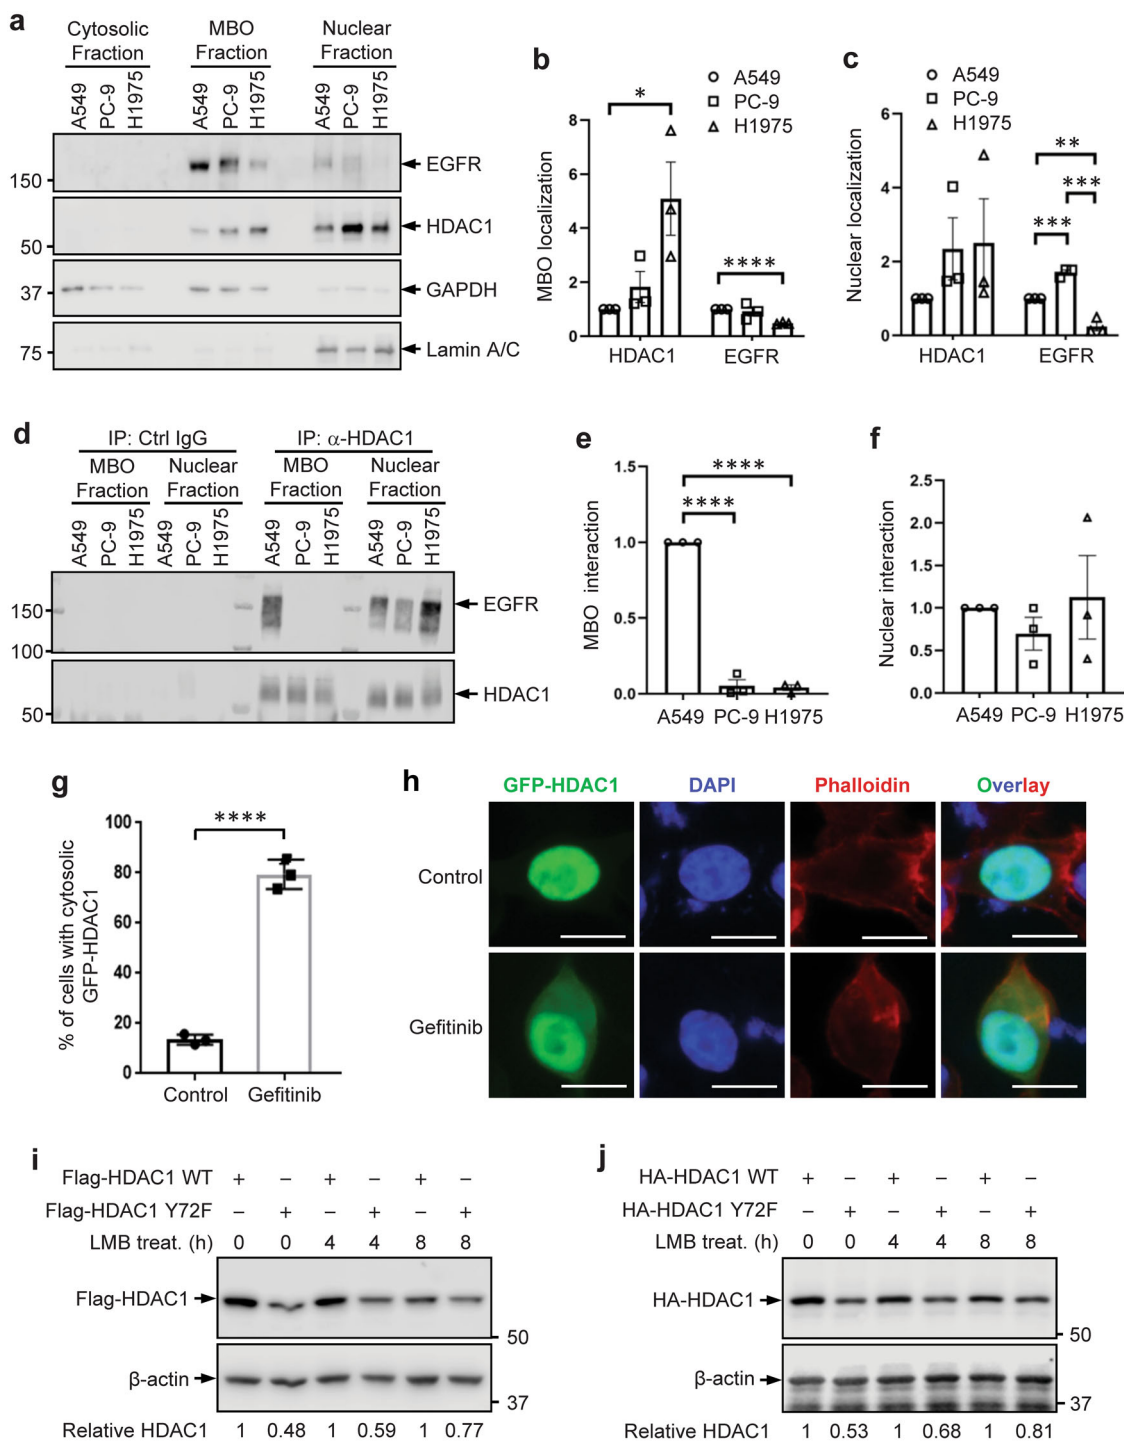 a
Cytosolic Fraction
MBO Fraction
Nuclear Fraction
A549 PC-9 H1975 A549 PC-9 H1975 A549 PC-9 H1975
150
EGFR
50
HDAC1
37
GAPDH
75
Lamin A/C
b
A549
PC-9
H1975
*
****
MBO localization
8
6
4
2
0
HDAC1 EGFR
c
A549
PC-9
H1975
**
***
***
Nuclear localization
6
4
2
0
HDAC1 EGFR
d
IP: Ctrl IgG IP: α-HDAC1
MBO Fraction
Nuclear Fraction
MBO Fraction
Nuclear Fraction
A549 PC-9 H1975 A549 PC-9 H1975 A549 PC-9 H1975 A549 PC-9 H1975
150
EGFR
100
HDAC1
50
e
****
****
MBO interaction
1.5
1.0
0.5
0.0
A549 PC-9 H1975
f
Nuclear interaction
2.5
2.0
1.5
1.0
0.5
0.0
A549 PC-9 H1975
g
****
% of cells with cytosolic
GFP-HDAC1
100
80
60
40
20
0
Control Gefitinib
h
GFP-HDAC1 DAPI Phalloidin Overlay
Control
Gefitinib
i
Flag-HDAC1 WT + – + – + –
Flag-HDAC1 Y72F – + – + – +
LMB treat. (h) 0 0 4 4 8 8
Flag-HDAC1
50
β-actin
37
Relative HDAC1 1 0.48 1 0.59 1 0.77
j
HA-HDAC1 WT + – + – + –
HA-HDAC1 Y72F – + – + – +
LMB treat. (h) 0 0 4 4 8 8
HA-HDAC1
50
β-actin
37
Relative HDAC1 1 0.53 1 0.68 1 0.81